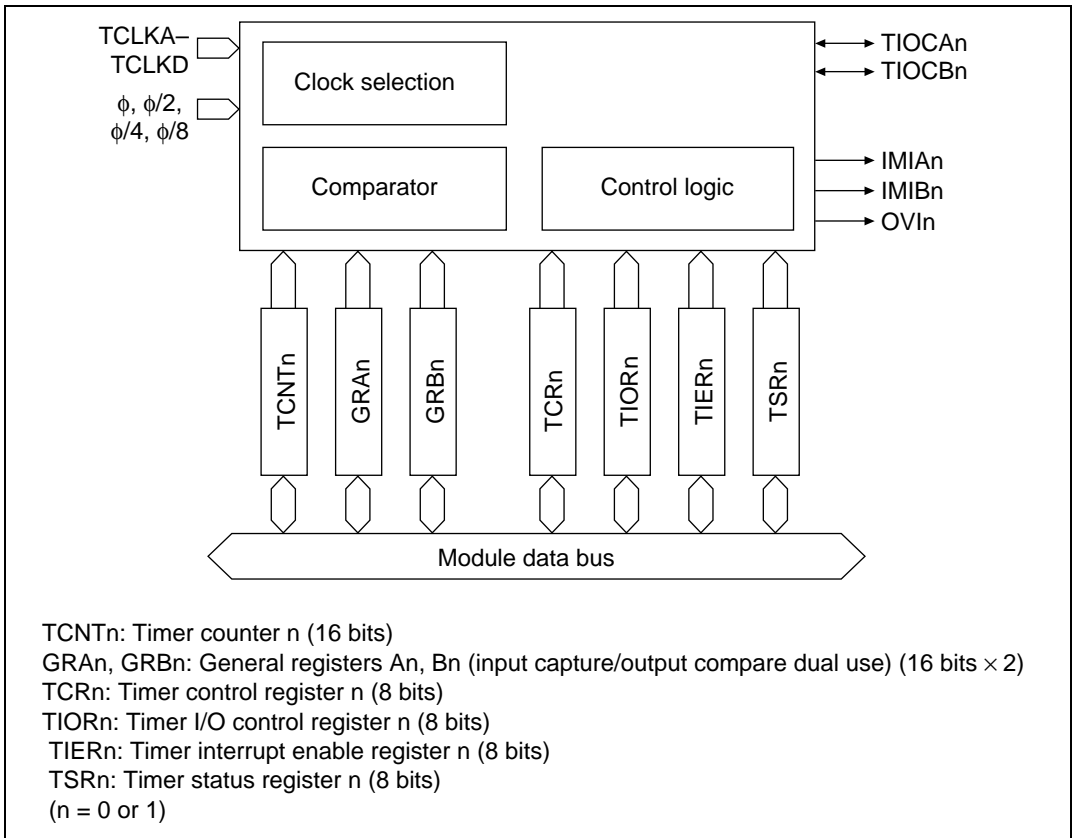 TCLKA–
TCLKD
ϕ, ϕ/2,
ϕ/4, ϕ/8
Clock selection
Comparator
Control logic
TIOCAn
TIOCBn
IMIAn
IMIBn
OVIn
TCNTn
GRAn
GRBn
TCRn
TIORn
TIERn
TSRn
Module data bus
TCNTn: Timer counter n (16 bits)
GRAn, GRBn: General registers An, Bn (input capture/output compare dual use) (16 bits × 2)
TCRn: Timer control register n (8 bits)
TIORn: Timer I/O control register n (8 bits)
TIERn: Timer interrupt enable register n (8 bits)
TSRn: Timer status register n (8 bits)
(n = 0 or 1)